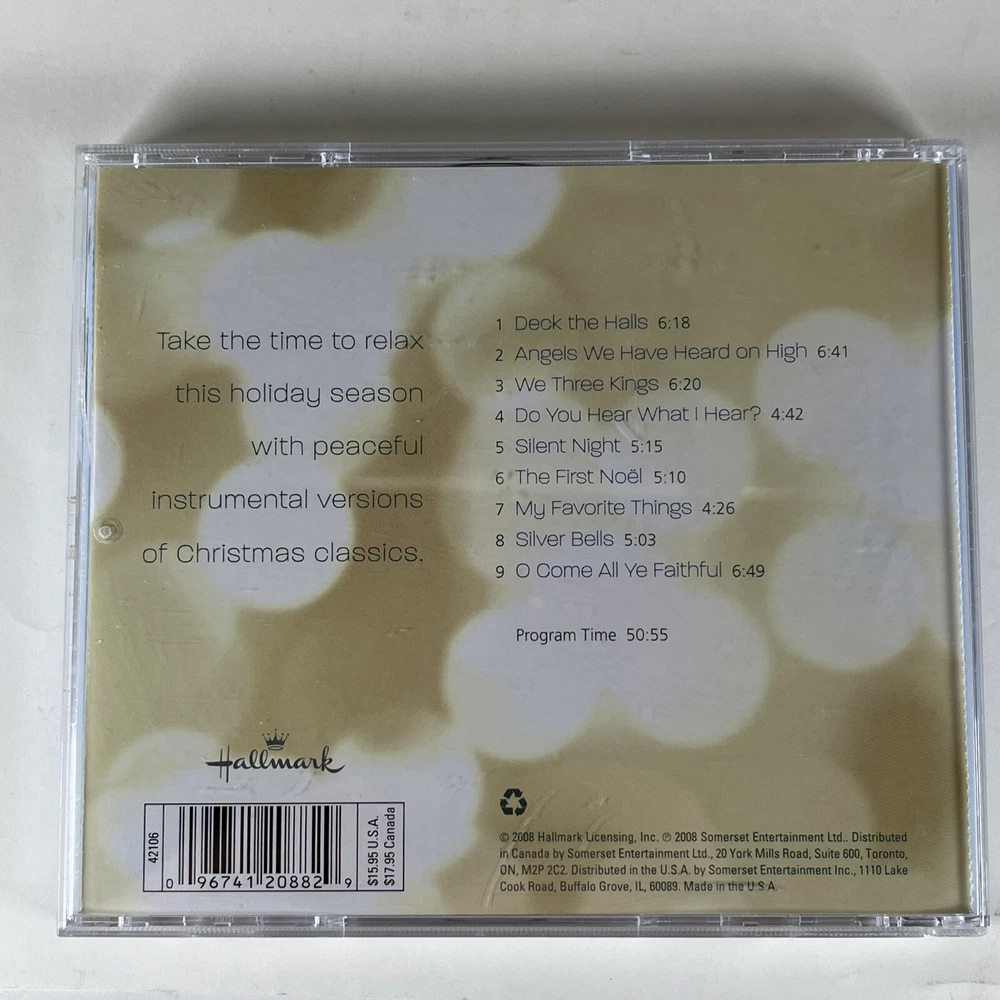 Take the time to relax
this holiday season
with peaceful
instrumental versions
of Christmas classics.
1 Deck the Halls 6:18
2 Angels We Have Heard on High 6:41
3 We Three Kings 6:20
4 Do You Hear What I Hear? 4:42
5 Silent Night 5:15
6 The First Noël 5:10
7 My Favorite Things 4:26
8 Silver Bells 5:03
9 O Come All Ye Faithful 6:49
Program Time 50:55
Hallmark
42106
0 96741 20882 9
$15.95 U.S.A.
$17.95 Canada
© 2008 Hallmark Licensing, Inc. ℗ 2008 Somerset Entertainment Ltd.. Distributed
in Canada by Somerset Entertainment Ltd., 20 York Mills Road, Suite 600, Toronto,
ON, M2P 2C2. Distributed in the U.S.A. by Somerset Entertainment Inc., 1110 Lake
Cook Road, Buffalo Grove, IL, 60089. Made in the U.S.A.